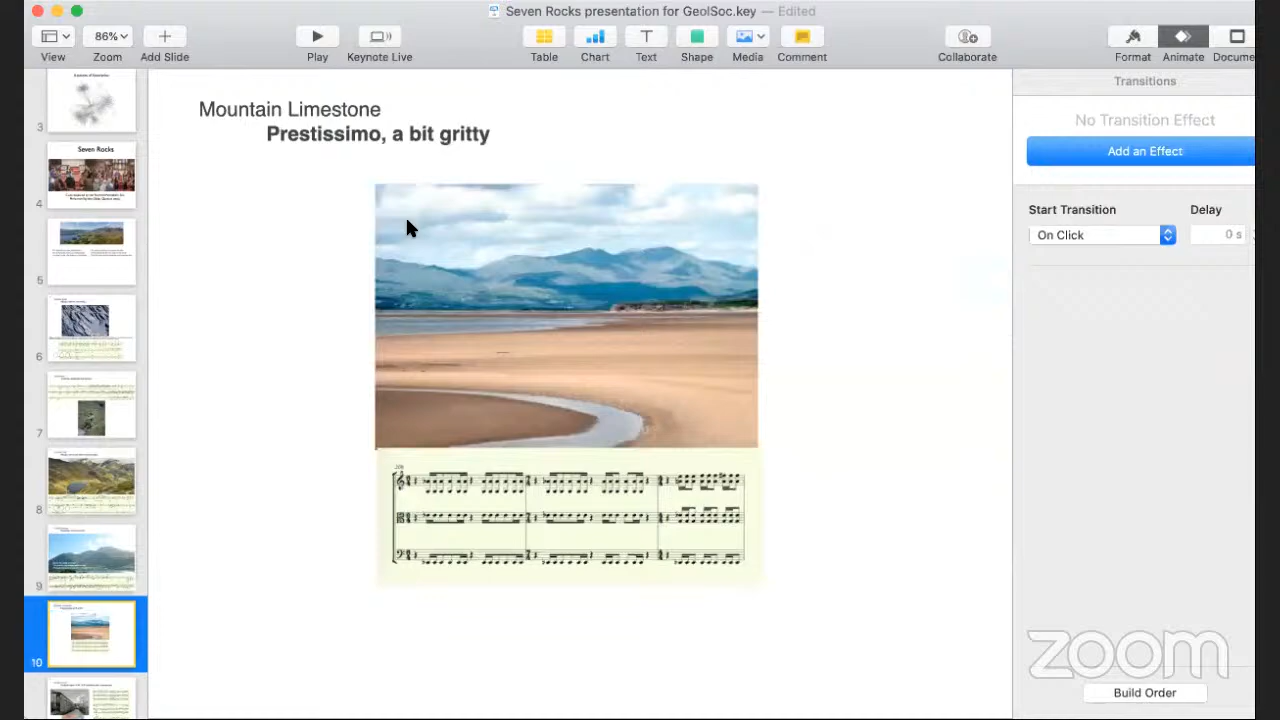 Seven Rocks presentation for GeolSoc.key — Edited
86%
View
Zoom
Add Slide
Play
Keynote Live
Table
Chart
Text
Shape
Media
Comment
Collaborate
Format
Animate
Docume
Transitions
No Transition Effect
Add an Effect
Start Transition
Delay
On Click
0 s
3
Seven Rocks
4
5
6
7
8
9
10
Mountain Limestone
Prestissimo, a bit gritty
zoom
Build Order